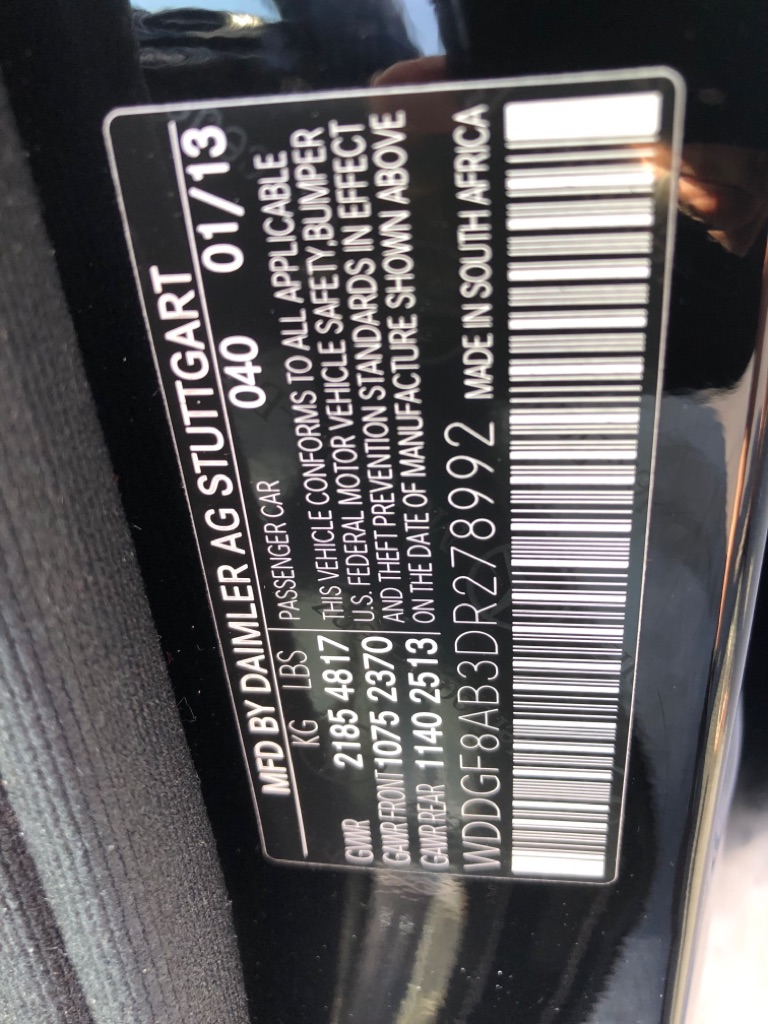 MFD BY DAIMLER AG STUTTGART
040 01/13
KG LBS PASSENGER CAR
GVWR 2185 4817 THIS VEHICLE CONFORMS TO ALL APPLICABLE
GAWR FRONT 1075 2370 U.S. FEDERAL MOTOR VEHICLE SAFETY,BUMPER
GAWR REAR 1140 2513 AND THEFT PREVENTION STANDARDS IN EFFECT
ON THE DATE OF MANUFACTURE SHOWN ABOVE
WDDGF8AB3DR278992 MADE IN SOUTH AFRICA